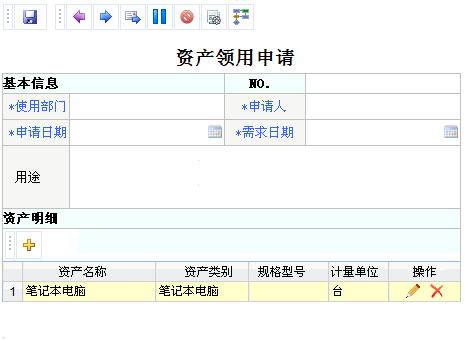 资产领用申请
基本信息 NO.
*使用部门 *申请人
*申请日期 *需求日期
用途
资产明细
资产名称 资产类别 规格型号 计量单位 操作
1 笔记本电脑 笔记本电脑 台